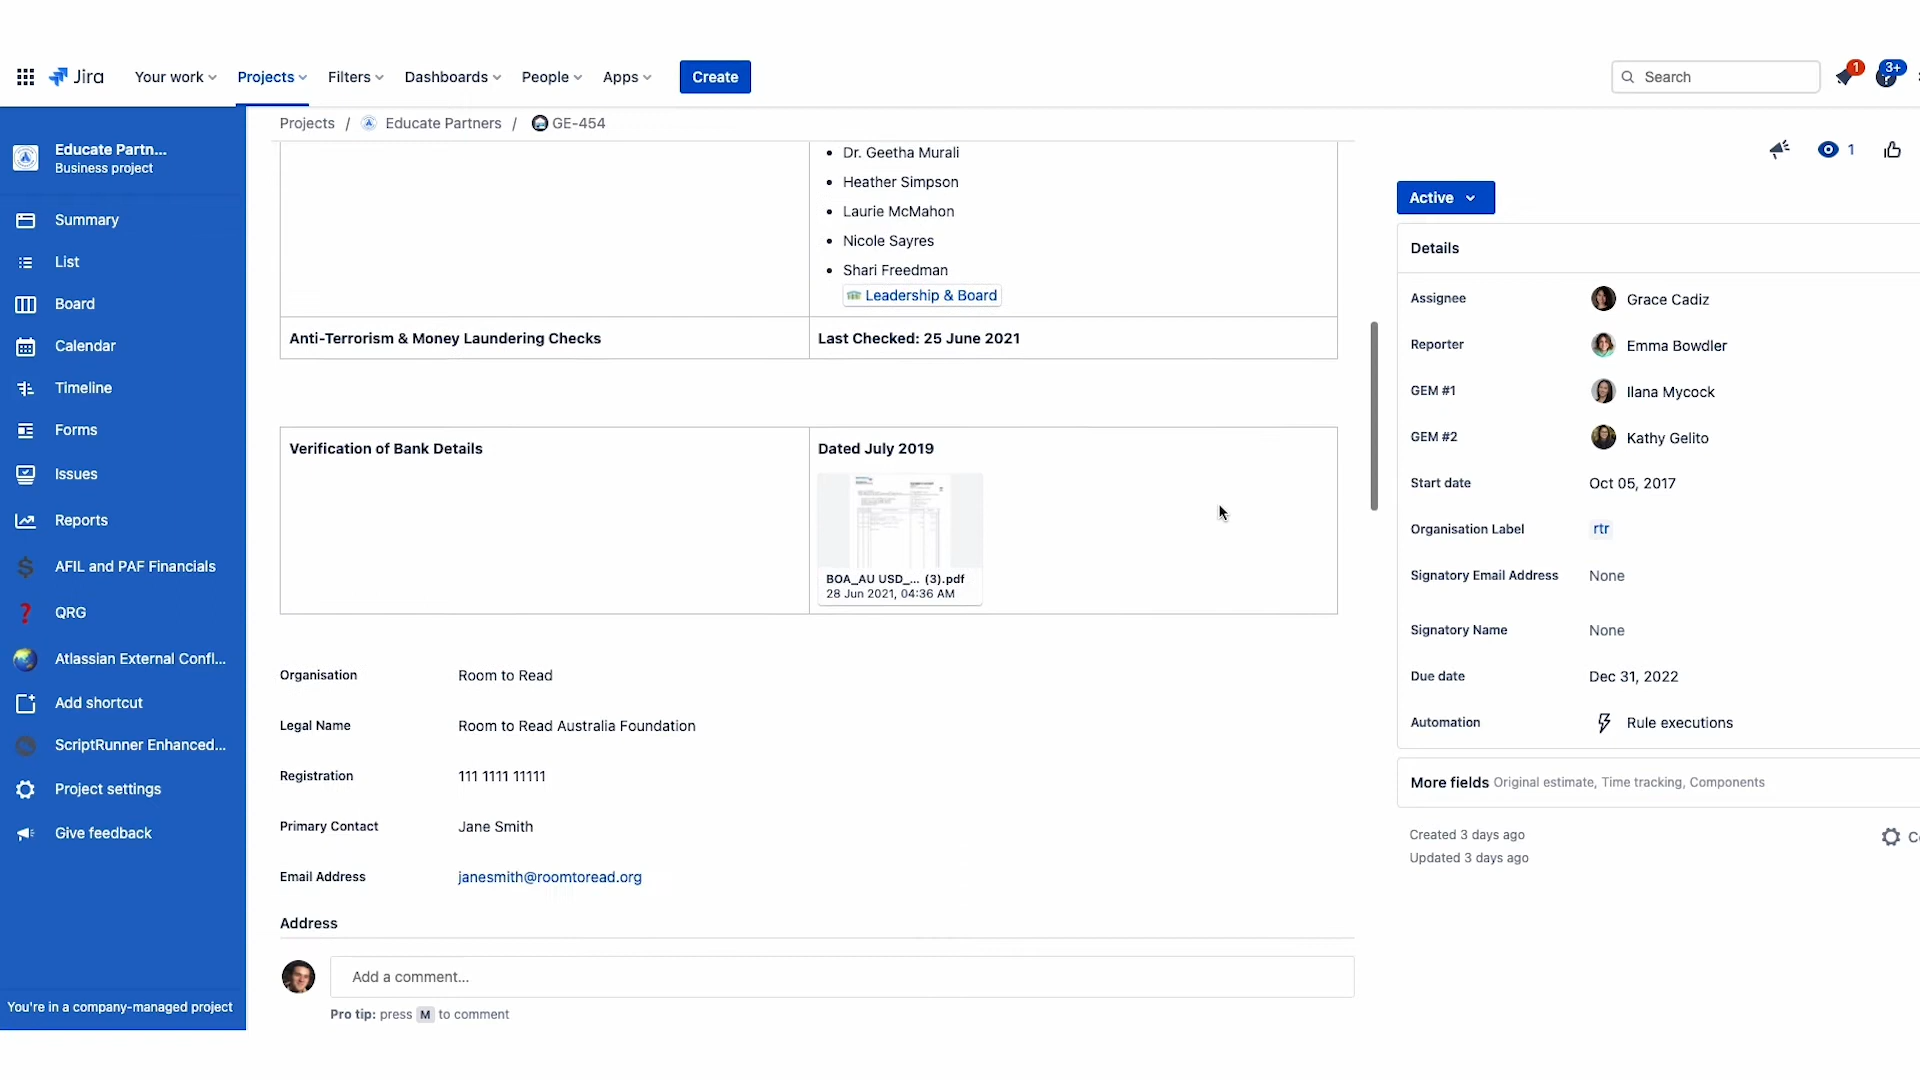 Jira
Your work
Projects
Filters
Dashboards
People
Apps
Create
Search
1
3+
Educate Partn...
Business project
Summary
List
Board
Calendar
Timeline
Forms
Issues
Reports
AFIL and PAF Financials
QRG
Atlassian External Confl...
Add shortcut
ScriptRunner Enhanced...
Project settings
Give feedback
You're in a company-managed project
Projects / Educate Partners / GE-454
• Dr. Geetha Murali
• Heather Simpson
• Laurie McMahon
• Nicole Sayres
• Shari Freedman
Leadership & Board
Anti-Terrorism & Money Laundering Checks
Last Checked: 25 June 2021
Verification of Bank Details
Dated July 2019
BOA_AU USD_... (3).pdf
28 Jun 2021, 04:36 AM
Organisation
Room to Read
Legal Name
Room to Read Australia Foundation
Registration
111 1111 11111
Primary Contact
Jane Smith
Email Address
janesmith@roomtoread.org
Address
Add a comment...
Pro tip: press M to comment
1
Active
Details
Assignee
Grace Cadiz
Reporter
Emma Bowdler
GEM #1
Ilana Mycock
GEM #2
Kathy Gelito
Start date
Oct 05, 2017
Organisation Label
rtr
Signatory Email Address
None
Signatory Name
None
Due date
Dec 31, 2022
Automation
Rule executions
More fields Original estimate, Time tracking, Components
Created 3 days ago
Updated 3 days ago